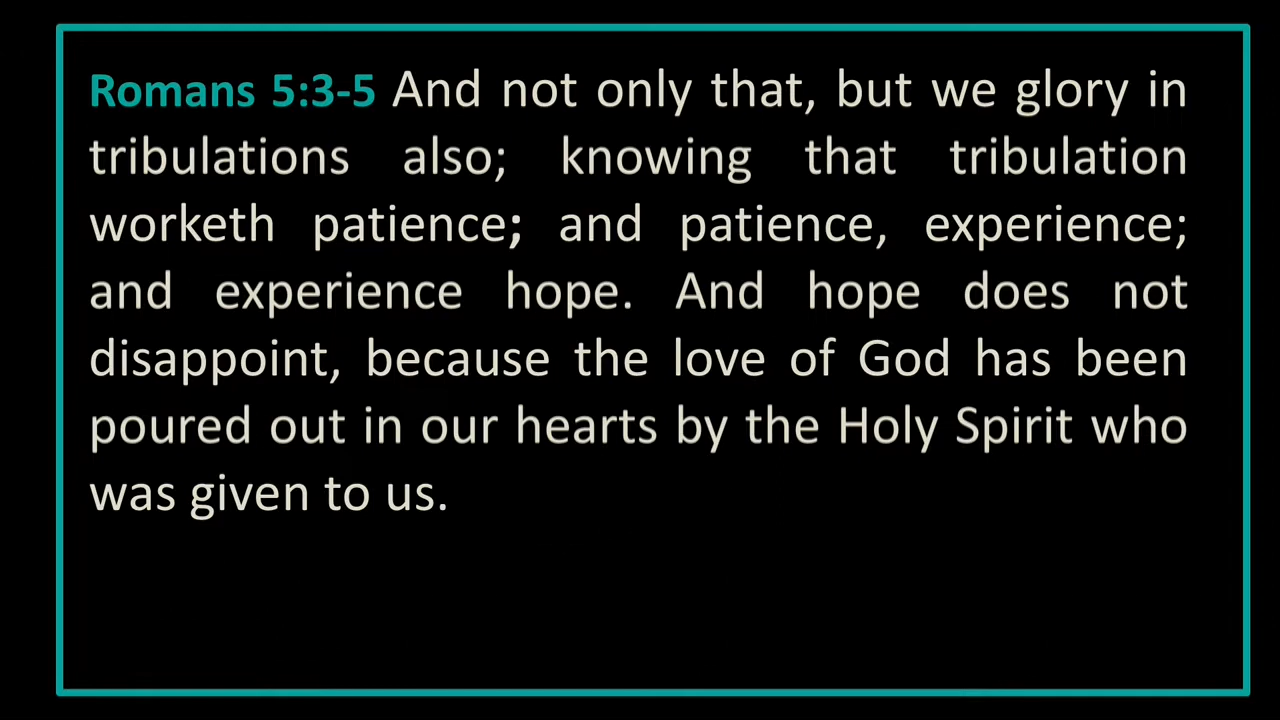 Romans 5:3-5 And not only that, but we glory in
tribulations also; knowing that tribulation
worketh patience; and patience, experience;
and experience hope. And hope does not
disappoint, because the love of God has been
poured out in our hearts by the Holy Spirit who
was given to us.